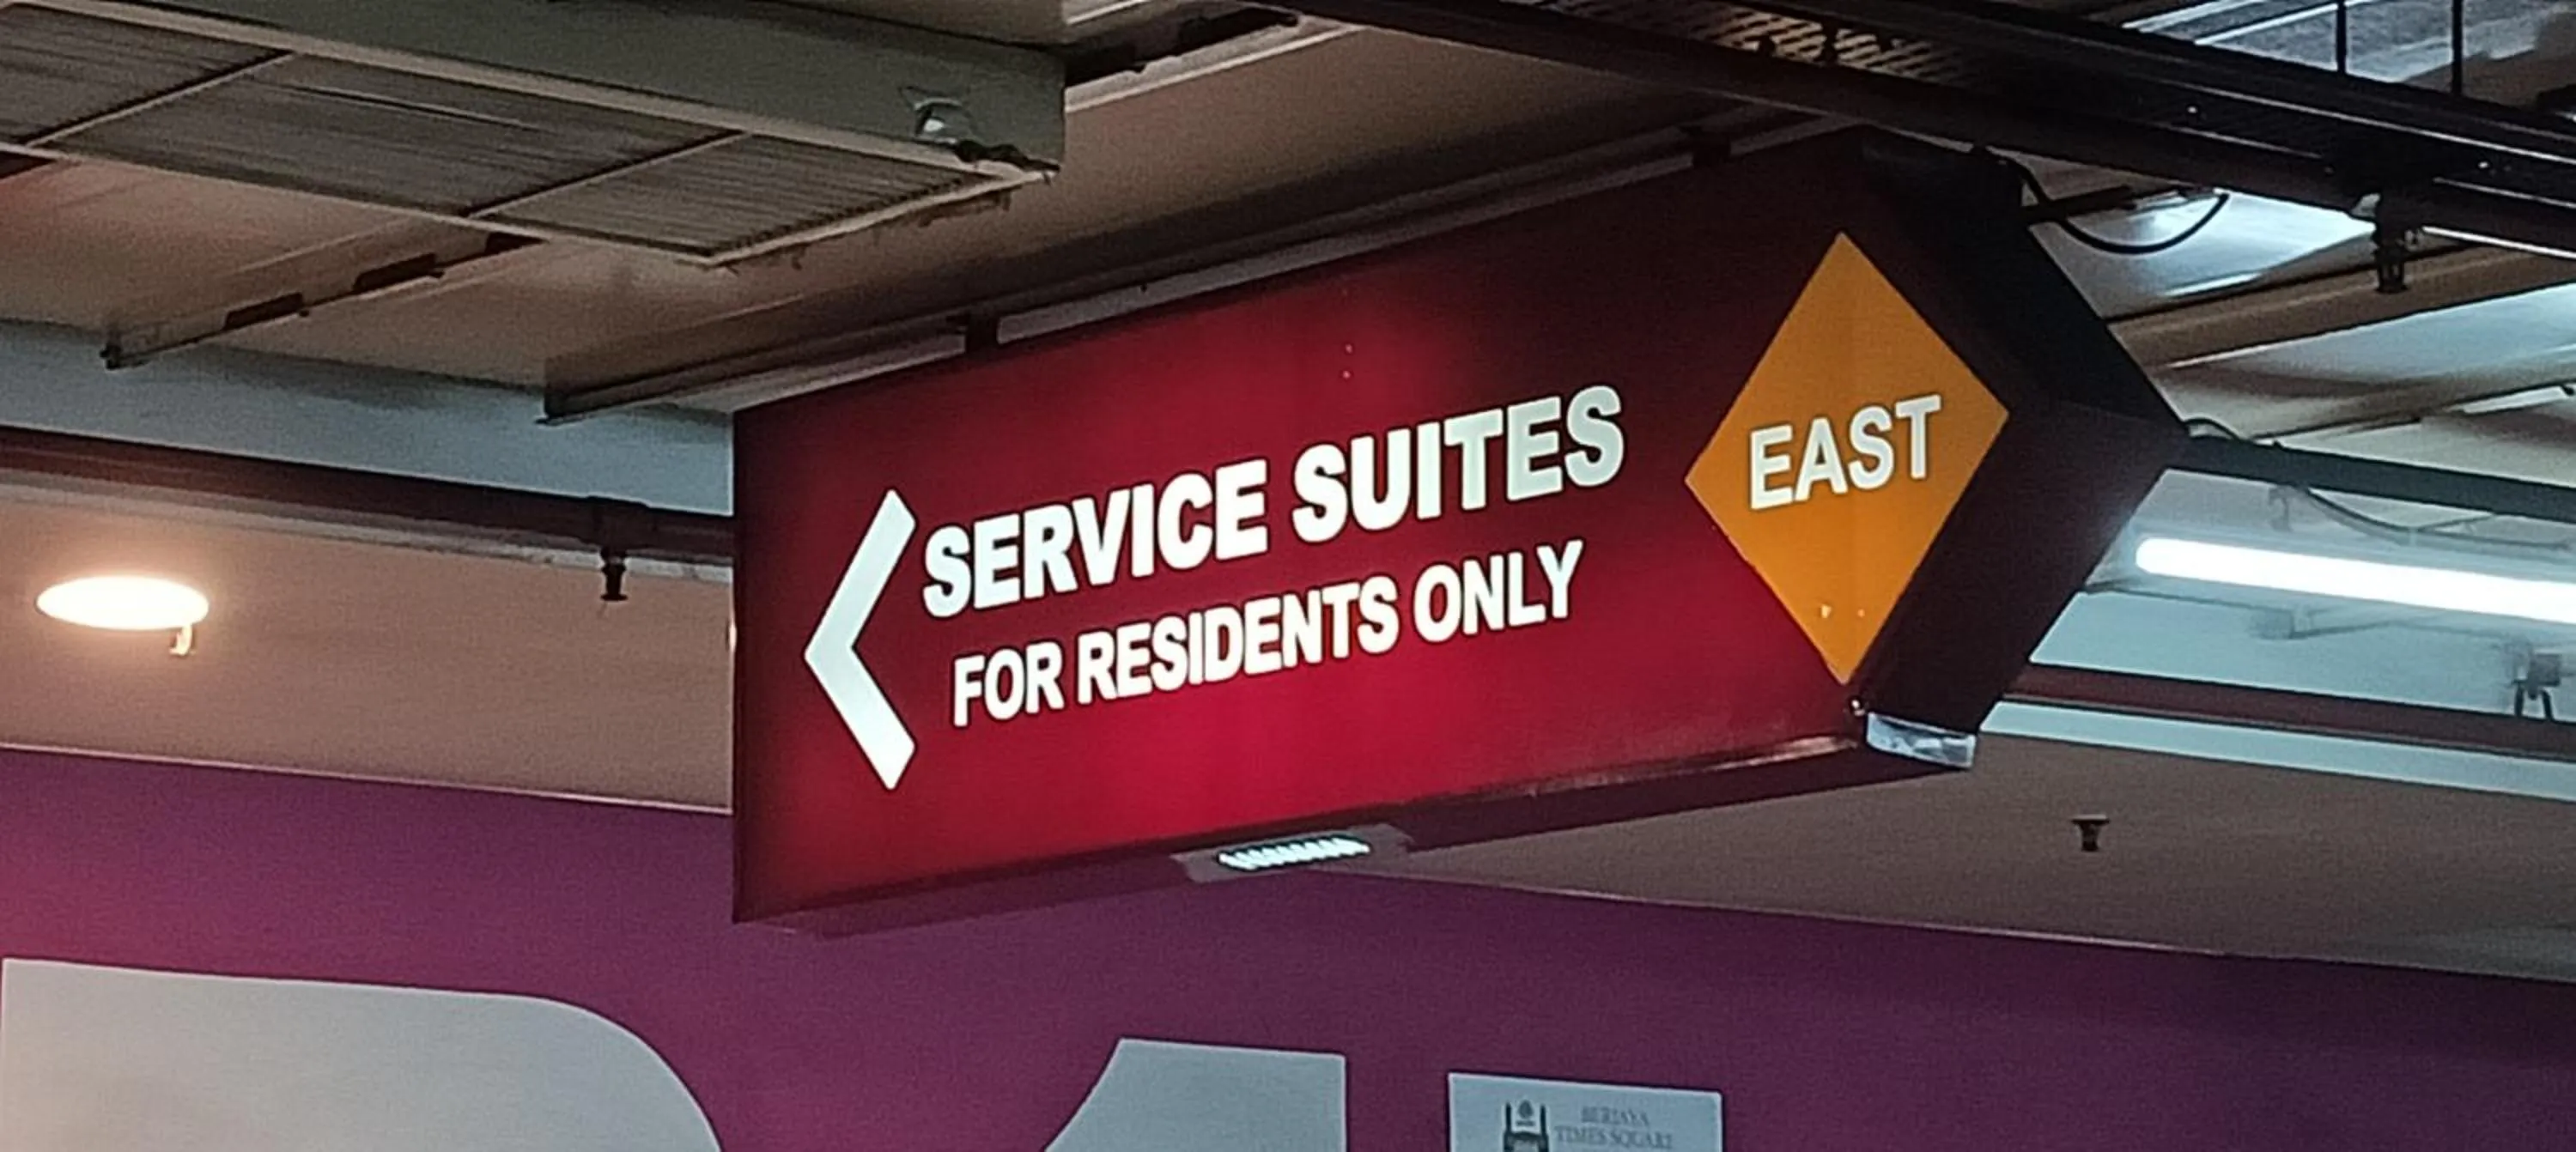 SERVICE SUITES
FOR RESIDENTS ONLY
EAST
BERJAYA
TIMES SQUARE